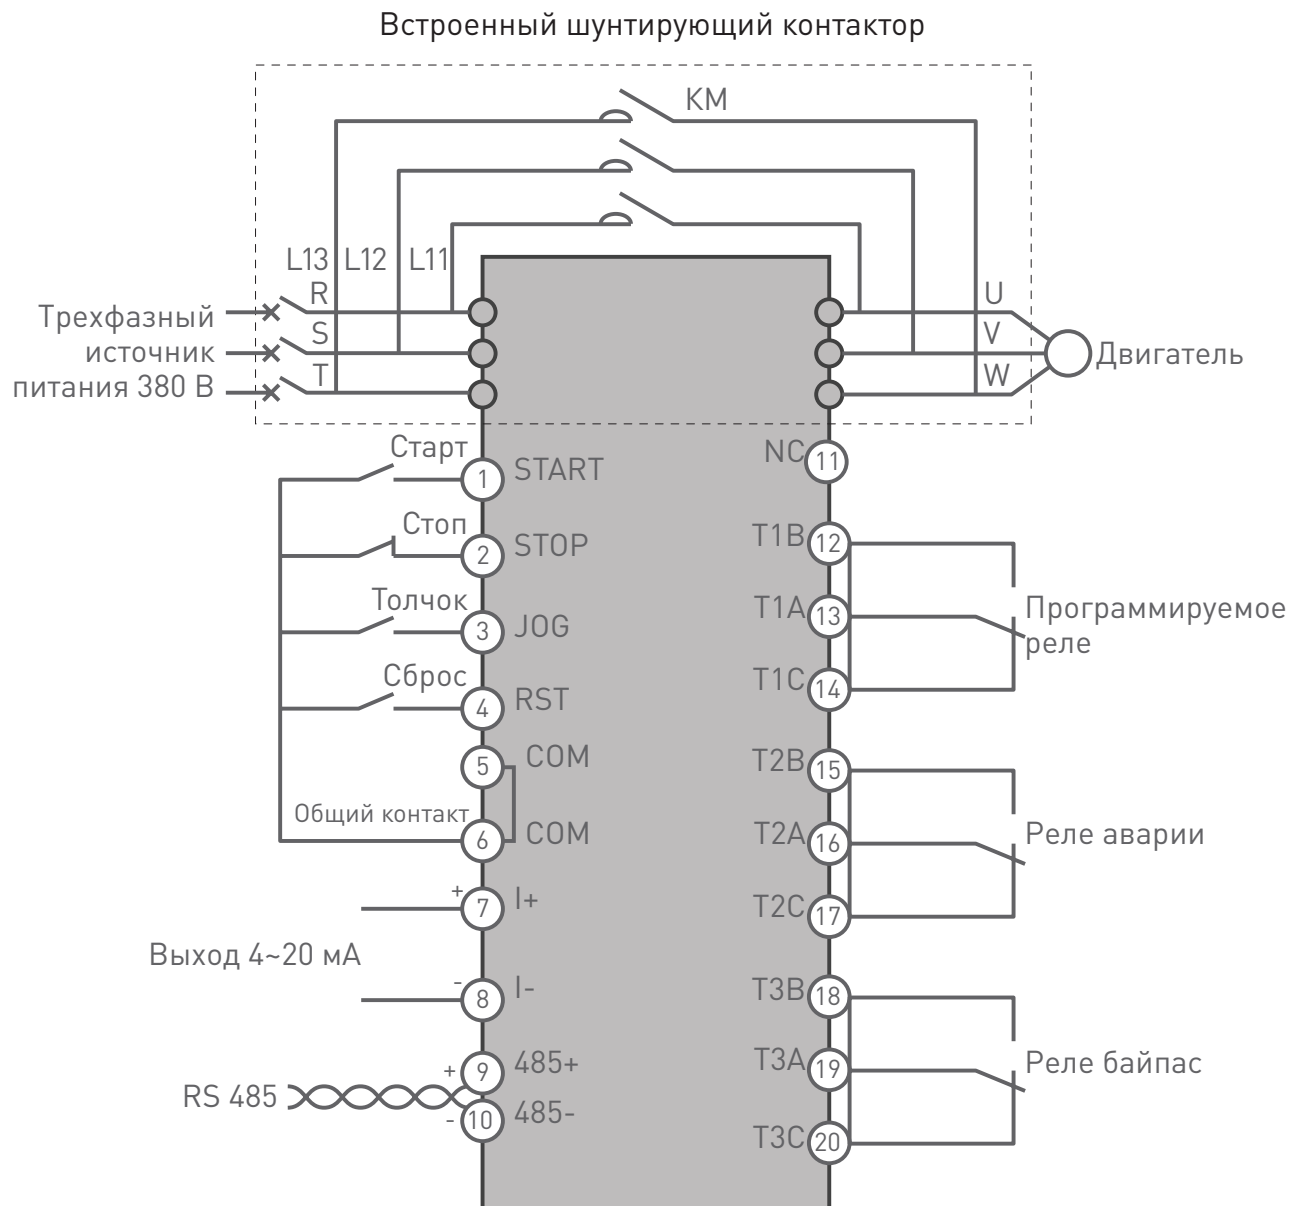 Встроенный шунтирующий контактор
KM
L13 L12 L11
R
S
T
Трехфазный
источник
питания 380 В
U
V
W
Двигатель
Старт
1 START
Стоп
2 STOP
Толчок
3 JOG
Сброс
4 RST
5 COM
Общий контакт
6 COM
+ 7 I+
Выход 4~20 мА
- 8 I-
RS 485
+ 9 485+
- 10 485-
NC 11
T1B 12
T1A 13
T1C 14
Программируемое
реле
T2B 15
T2A 16
T2C 17
Реле аварии
T3B 18
T3A 19
T3C 20
Реле байпас